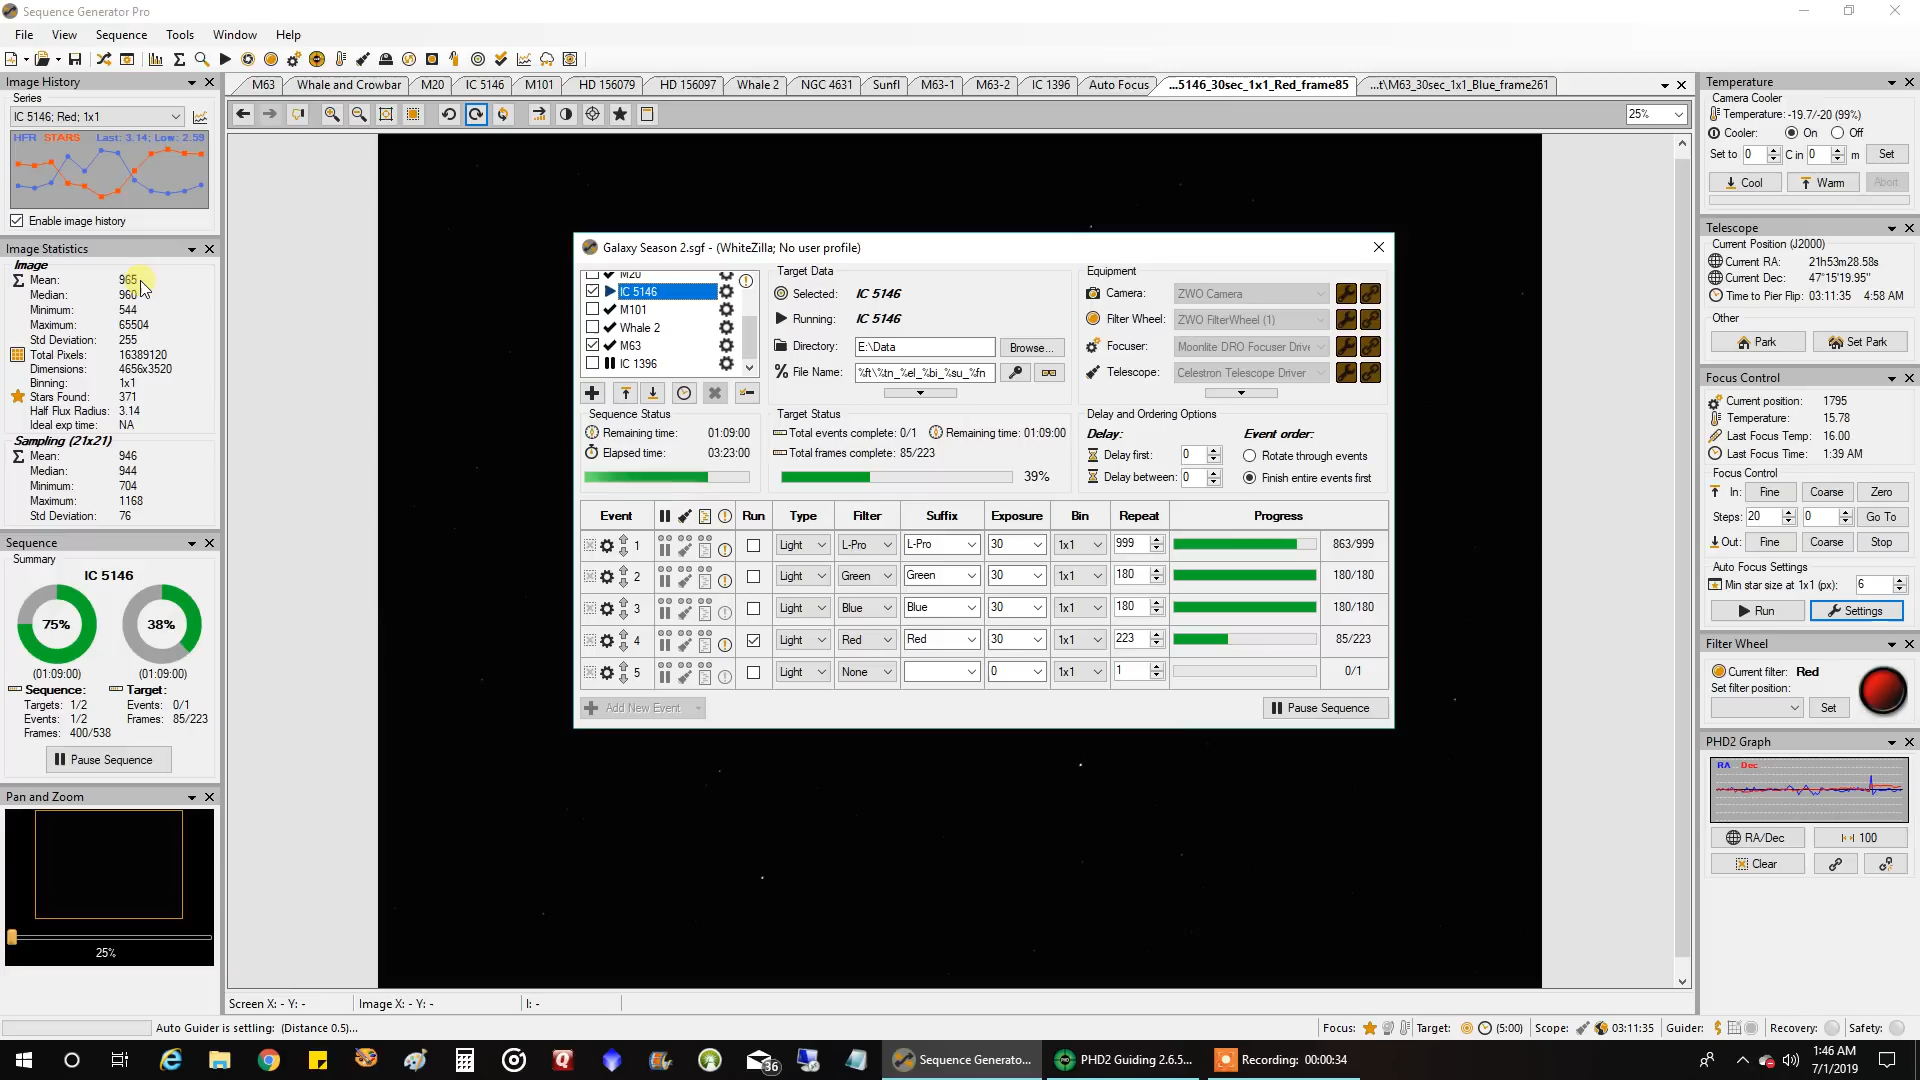 Sequence Generator Pro
File View Sequence Tools Window Help
Image History
Series
IC 5146; Red; 1x1
HFR STARS Last: 3.14; Low: 2.59
Enable image history
Image Statistics
Image
Mean: 965
Median: 960
Minimum: 544
Maximum: 65504
Std Deviation: 255
Total Pixels: 16389120
Dimensions: 4656x3520
Binning: 1x1
Stars Found: 371
Half Flux Radius: 3.14
Ideal exp time: NA
Sampling (21x21)
Mean: 946
Median: 944
Minimum: 704
Maximum: 1168
Std Deviation: 76
Sequence
Summary
IC 5146
75% 38%
(01:09:00) (01:09:00)
Sequence: Target:
Targets: 1/2 Events: 0/1
Events: 1/2 Frames: 85/223
Frames: 400/538
Pause Sequence
Pan and Zoom
25%
M63 Whale and Crowbar M20 IC 5146 M101 HD 156079 HD 156097 Whale 2 NGC 4631 Sunfl M63-1 M63-2 IC 1396 Auto Focus ...5146_30sec_1x1_Red_frame85 ...t\M63_30sec_1x1_Blue_frame261
25%
Galaxy Season 2.sgf - (WhiteZilla; No user profile)
M20
IC 5146
M101
Whale 2
M63
IC 1396
Target Data
Selected: IC 5146
Running: IC 5146
Directory: E:\Data Browse...
File Name: %ft\%tn_%el_%bi_%su_%fn
Equipment
Camera: ZWO Camera
Filter Wheel: ZWO FilterWheel (1)
Focuser: Moonlite DRO Focuser Drive
Telescope: Celestron Telescope Driver
Sequence Status
Remaining time: 01:09:00
Elapsed time: 03:23:00
Target Status
Total events complete: 0/1 Remaining time: 01:09:00
Total frames complete: 85/223
39%
Delay and Ordering Options
Delay: Event order:
Delay first: 0 Rotate through events
Delay between: 0 Finish entire events first
Event Run Type Filter Suffix Exposure Bin Repeat Progress
1 Light L-Pro L-Pro 30 1x1 999 863/999
2 Light Green Green 30 1x1 180 180/180
3 Light Blue Blue 30 1x1 180 180/180
4 Light Red Red 30 1x1 223 85/223
5 Light None 0 1x1 1 0/1
Add New Event Pause Sequence
Temperature
Camera Cooler
Temperature: -19.7/-20 (99%)
Cooler: On Off
Set to 0 C in 0 m Set
Cool Warm Abort
Telescope
Current Position (J2000)
Current RA: 21h53m28.58s
Current Dec: 47°15'19.95"
Time to Pier Flip: 03:11:35 4:58 AM
Other
Park Set Park
Focus Control
Current position: 1795
Temperature: 15.78
Last Focus Temp: 16.00
Last Focus Time: 1:39 AM
Focus Control
In: Fine Coarse Zero
Steps: 20 0 Go To
Out: Fine Coarse Stop
Auto Focus Settings
Min star size at 1x1 (px): 6
Run Settings
Filter Wheel
Current filter: Red
Set filter position:
Set
PHD2 Graph
RA Dec
RA/Dec 100
Clear
Screen X: - Y: - Image X: - Y: - I: -
Auto Guider is settling: (Distance 0.5)... Focus: Target: (5:00) Scope: 03:11:35 Guider: Recovery: Safety:
36 Sequence Generato... PHD2 Guiding 2.6.5... Recording: 00:00:34 1:46 AM
7/1/2019